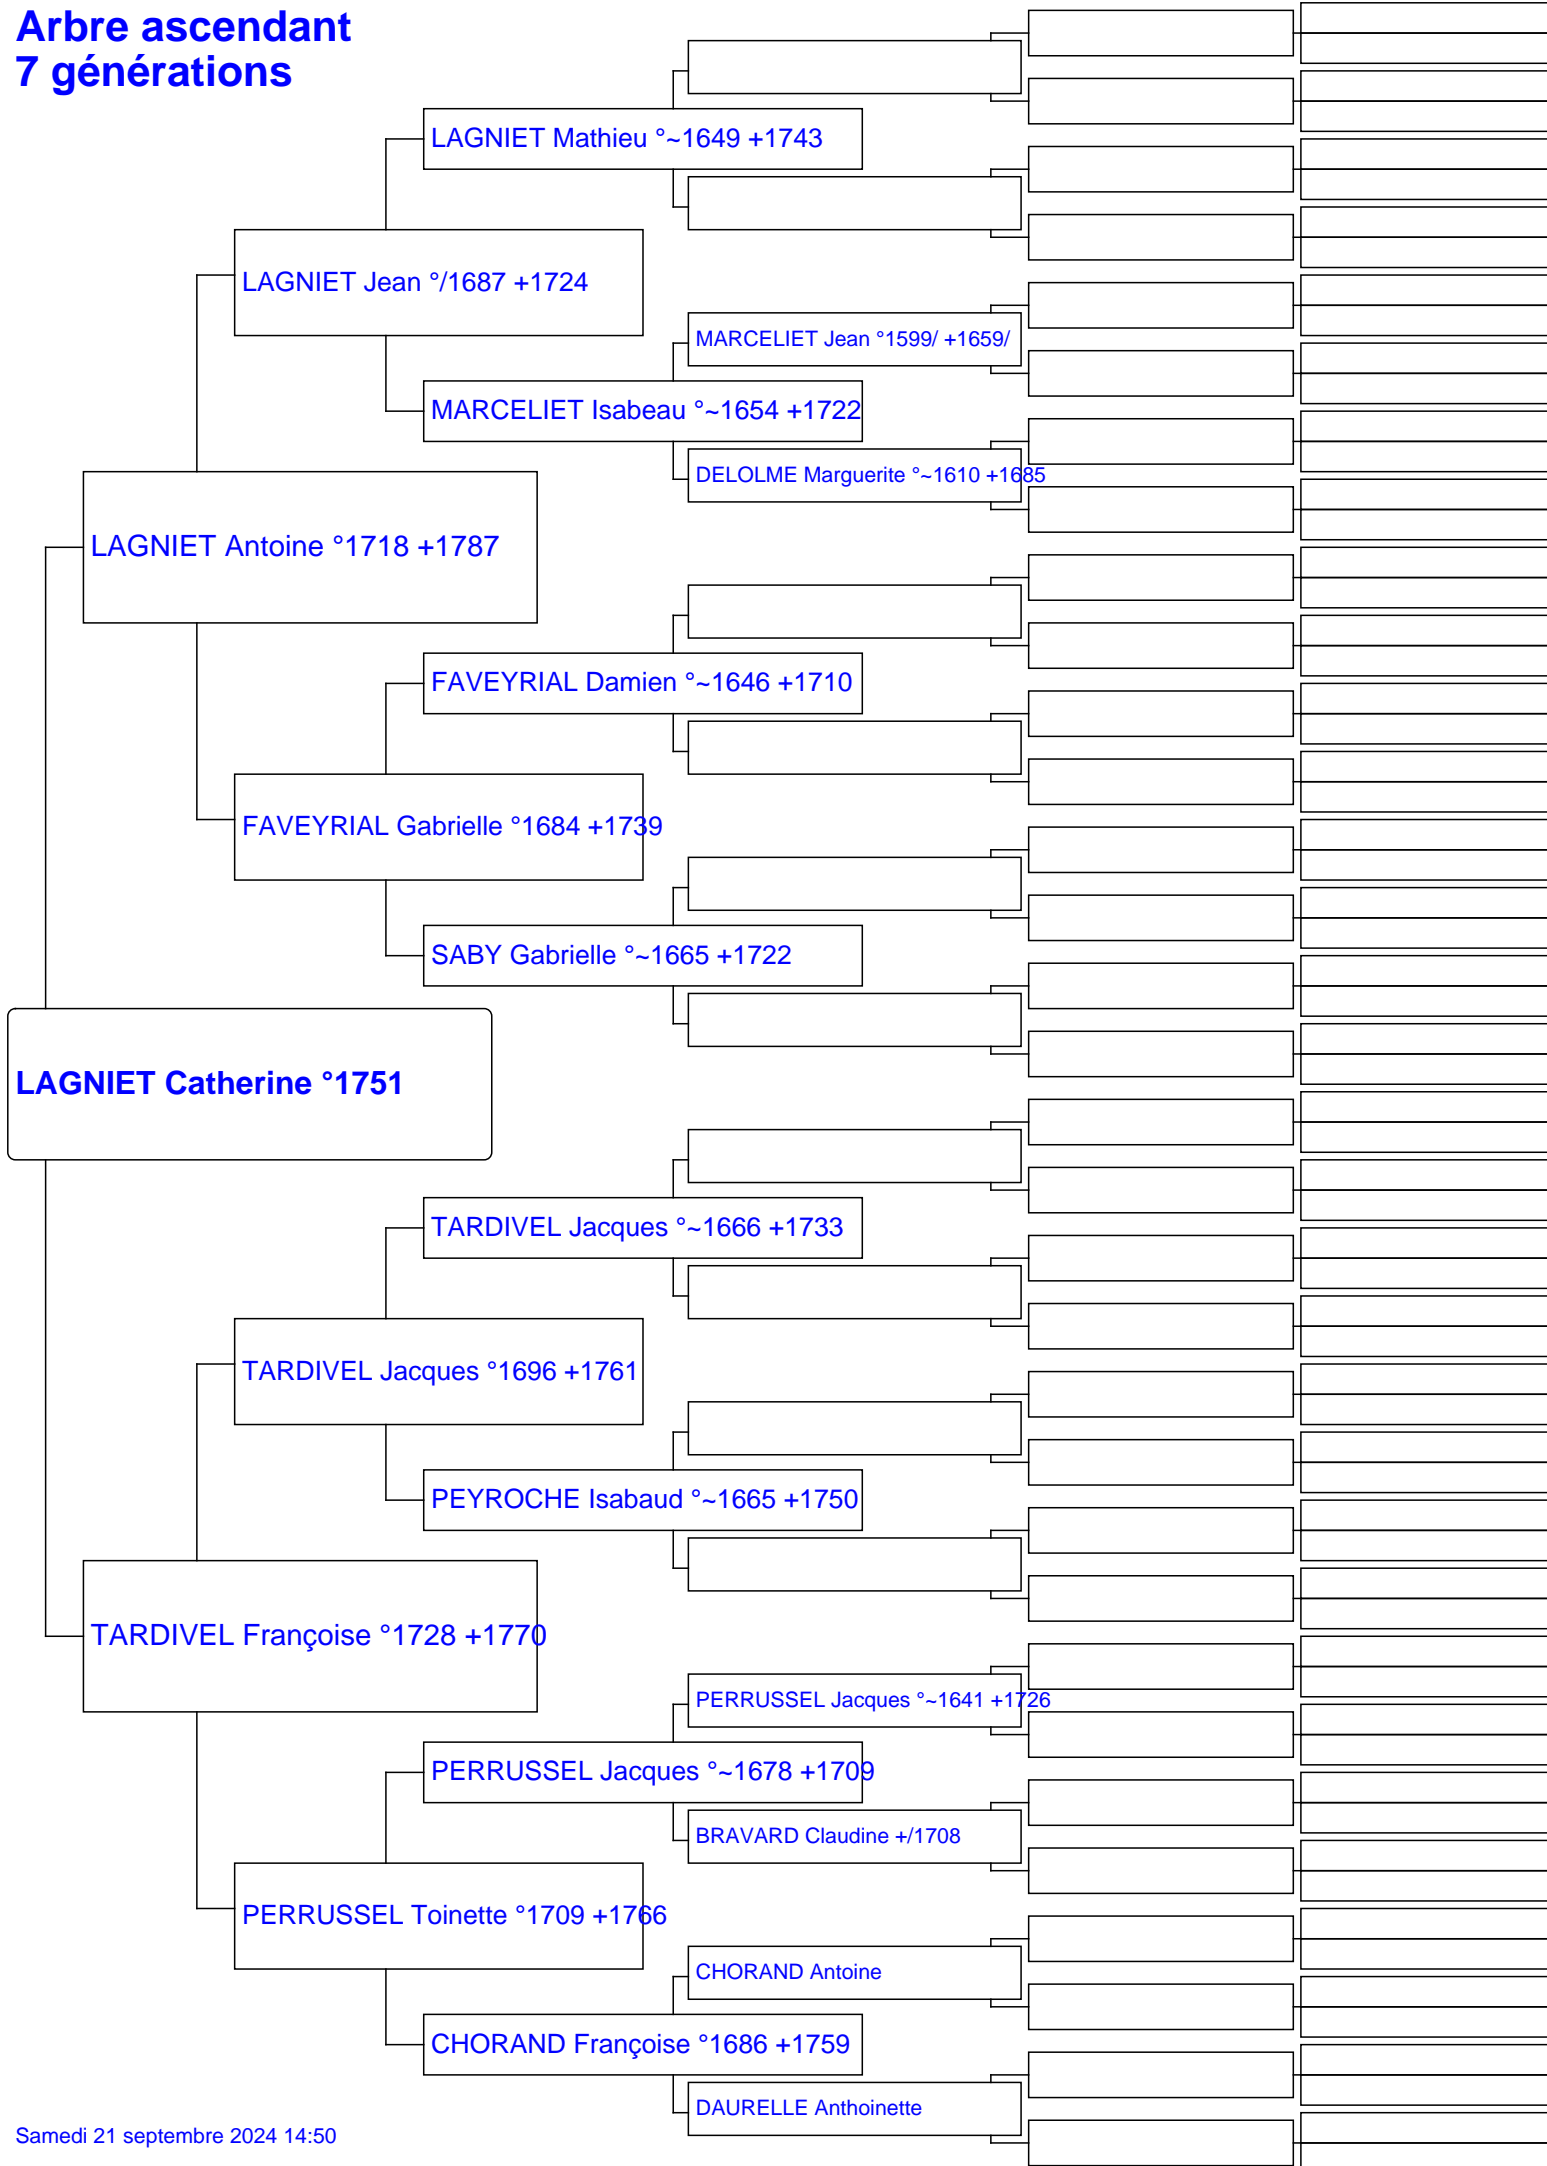 Arbre ascendant
7 générations
LAGNIET Mathieu °~1649 +1743
LAGNIET Jean °/1687 +1724
MARCELIET Jean °1599/ +1659/
MARCELIET Isabeau °~1654 +1722
DELOLME Marguerite °~1610 +1685
LAGNIET Antoine °1718 +1787
FAVEYRIAL Damien °~1646 +1710
FAVEYRIAL Gabrielle °1684 +1739
SABY Gabrielle °~1665 +1722
LAGNIET Catherine °1751
TARDIVEL Jacques °~1666 +1733
TARDIVEL Jacques °1696 +1761
PEYROCHE Isabaud °~1665 +1750
TARDIVEL Françoise °1728 +1770
PERRUSSEL Jacques °~1641 +1726
PERRUSSEL Jacques °~1678 +1709
BRAVARD Claudine +/1708
PERRUSSEL Toinette °1709 +1766
CHORAND Antoine
CHORAND Françoise °1686 +1759
DAURELLE Anthoinette
Samedi 21 septembre 2024 14:50